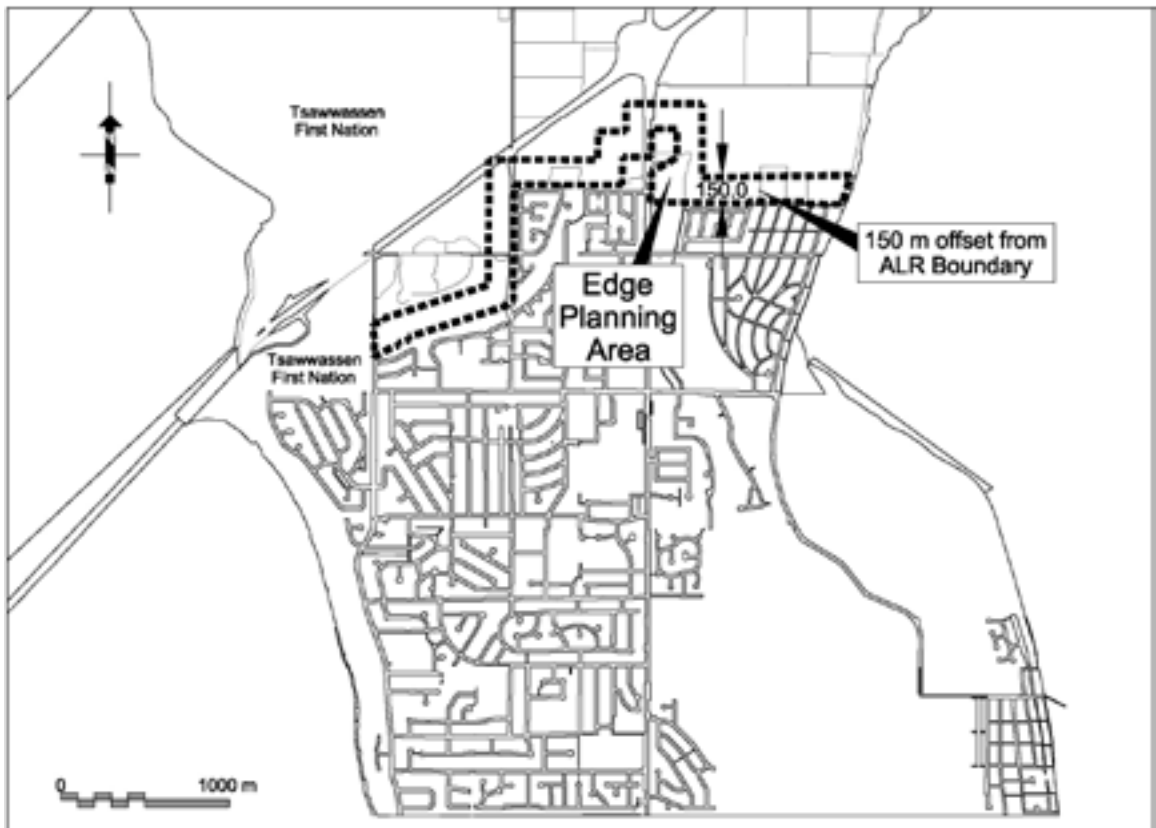 Tsawwassen
First Nation
150.0
150 m offset from
ALR Boundary
Edge
Planning
Area
Tsawwassen
First Nation
0 1000 m